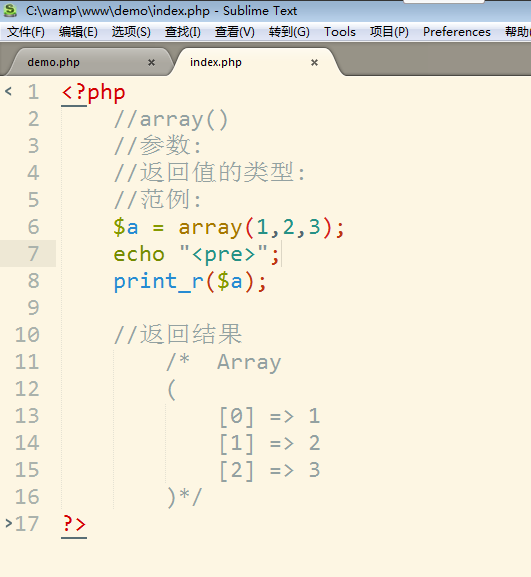 C:\wamp\www\demo\index.php - Sublime Text
文件(F) 编辑(E) 选项(S) 查找(I) 查看(V) 转到(G) Tools 项目(P) Preferences 帮助(
demo.php × index.php ×
1 <?php
2 //array()
3 //参数:
4 //返回值的类型:
5 //范例:
6 $a = array(1,2,3);
7 echo "<pre>";
8 print_r($a);
9
10 //返回结果
11 /*  Array
12 (
13 [0] => 1
14 [1] => 2
15 [2] => 3
16 )*/
17 ?>